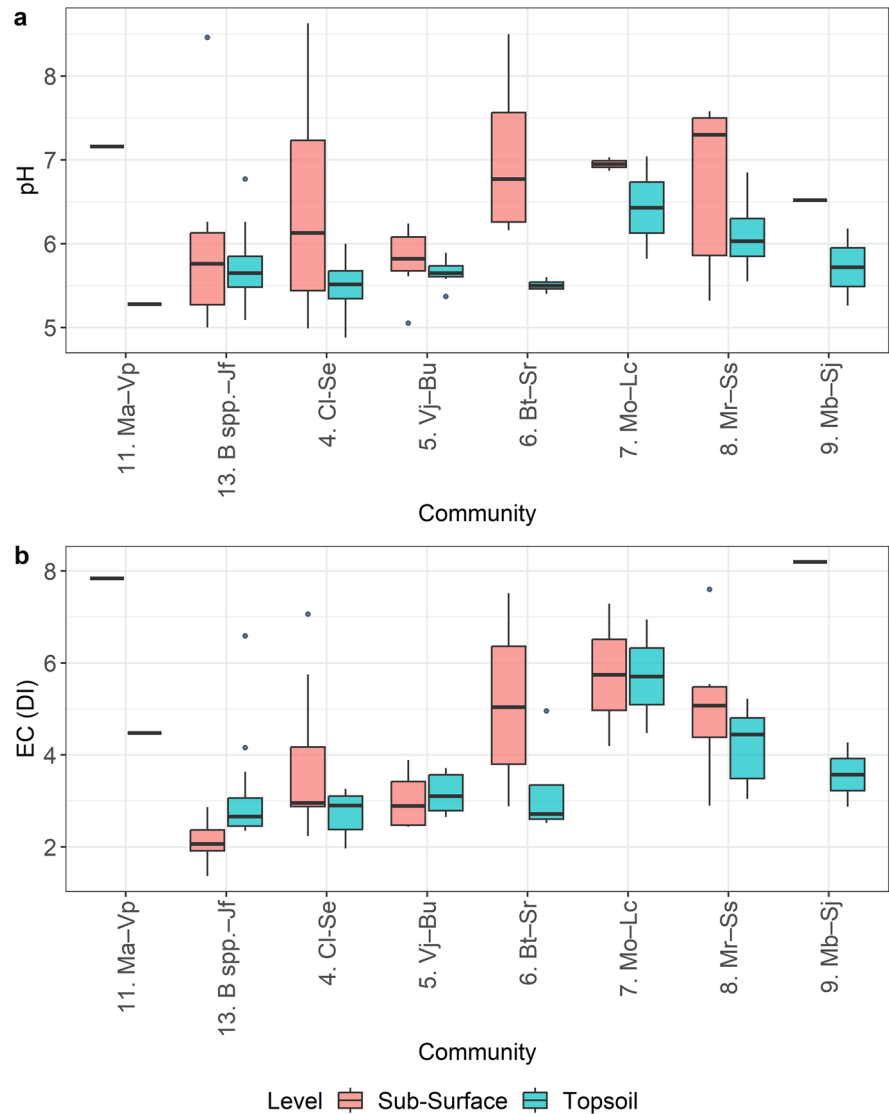 a
pH
8
7
6
5
11. Ma–Vp
13. B spp.–Jf
4. Cl-Se
5. Vj–Bu
6. Bt–Sr
7. Mo–Lc
8. Mr–Ss
9. Mb–Sj
Community
b
EC (DI)
8
6
4
2
11. Ma–Vp
13. B spp.–Jf
4. Cl-Se
5. Vj–Bu
6. Bt–Sr
7. Mo–Lc
8. Mr–Ss
9. Mb–Sj
Community
Level Sub-Surface Topsoil